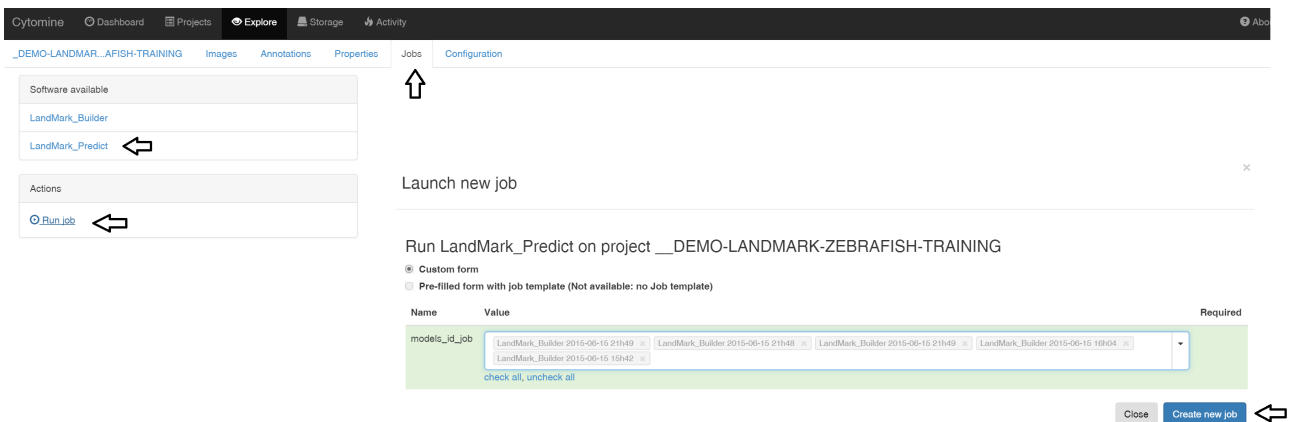 Cytomine Dashboard Projects Explore Storage Activity
_DEMO-LANDMAR...AFISH-TRAINING Images Annotations Properties Jobs Configuration
Software available
LandMark_Builder
LandMark_Predict
Actions
Run job
Launch new job
×
Run LandMark_Predict on project __DEMO-LANDMARK-ZEBRAFISH-TRAINING
Custom form
Pre-filled form with job template (Not available: no Job template)
Name Value Required
models_id_job
LandMark_Builder 2015-06-15 21h49 × LandMark_Builder 2015-06-15 21h48 × LandMark_Builder 2015-06-15 21h49 × LandMark_Builder 2015-06-15 16h04 ×
LandMark_Builder 2015-06-15 15h42 ×
check all, uncheck all
Close Create new job